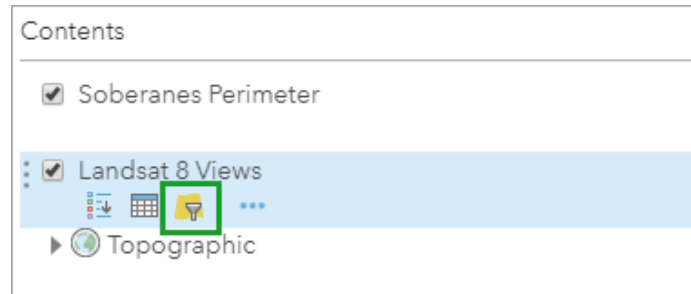 Contents
Soberanes Perimeter
Landsat 8 Views
Topographic